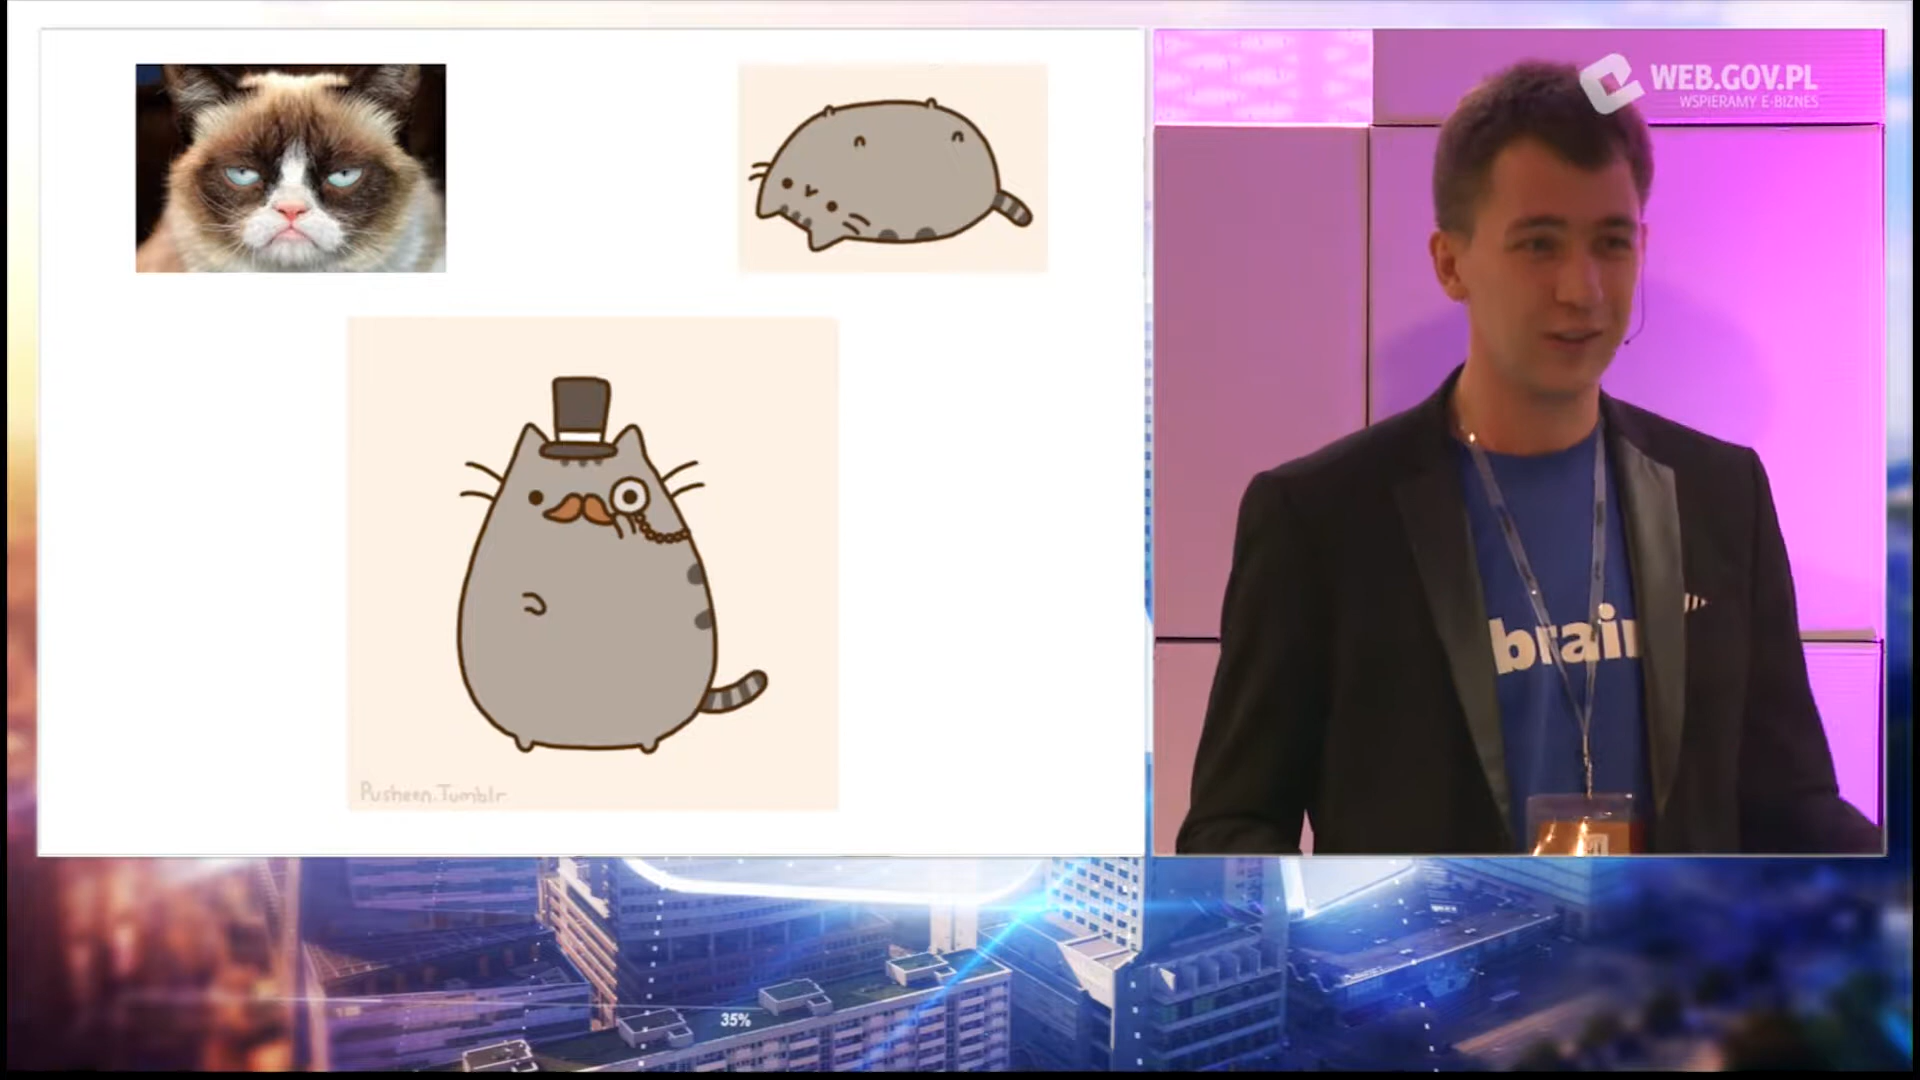 WEB.GOV.PL
WSPIERAMY E-BIZNES
brain
Pusheen.Tumblr
35%